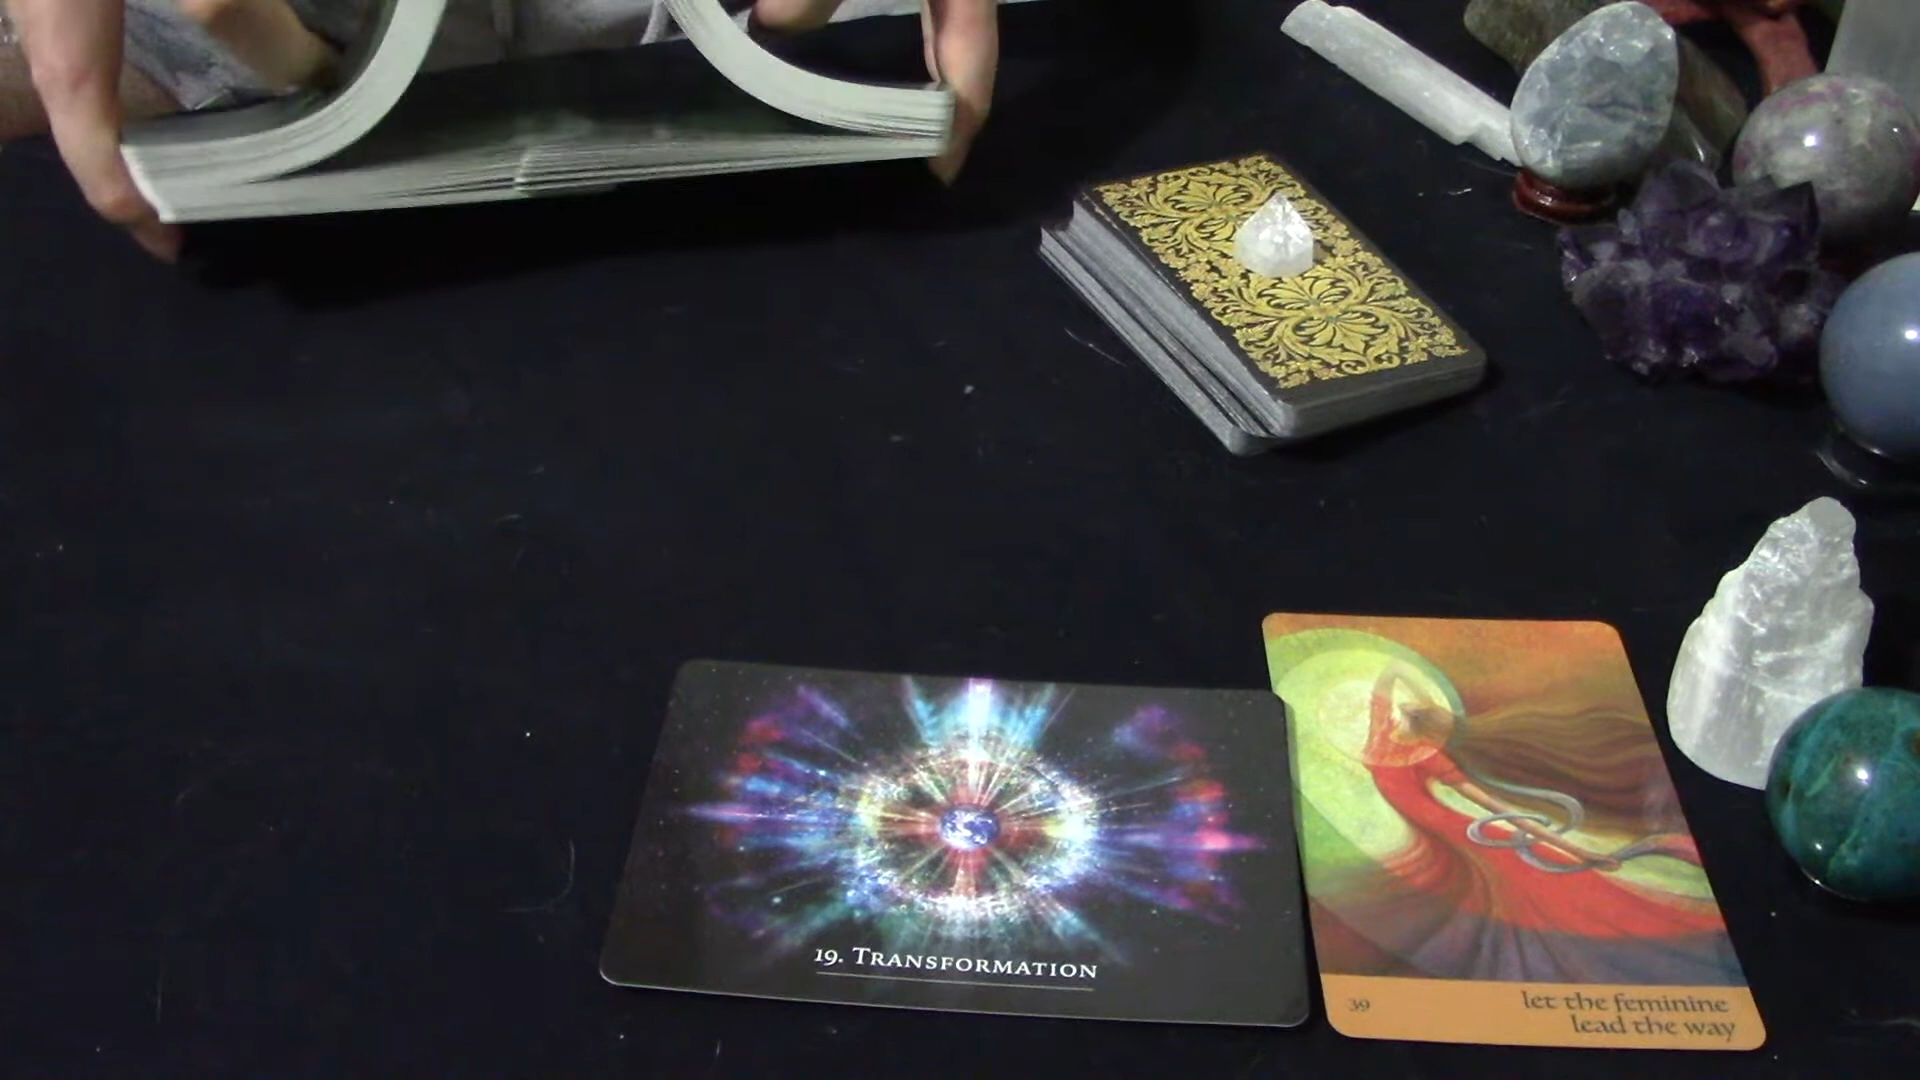 19. Transformation
39
let the feminine
lead the way